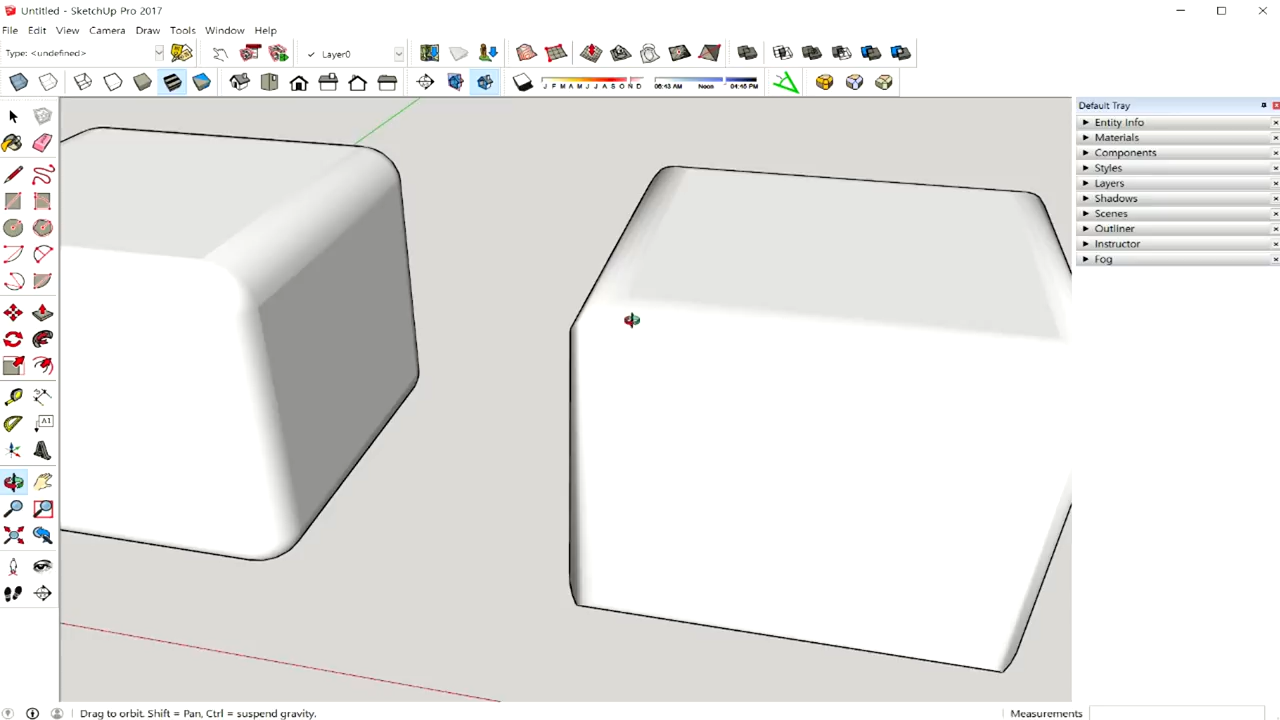 Untitled - SketchUp Pro 2017
File Edit View Camera Draw Tools Window Help
Type: <undefined>
✓ Layer0
J F M A M J J A S O N D
06:43 AM Noon 04:46 PM
Default Tray
Entity Info
Materials
Components
Styles
Layers
Shadows
Scenes
Outliner
Instructor
Fog
A1
Drag to orbit. Shift = Pan, Ctrl = suspend gravity.
Measurements